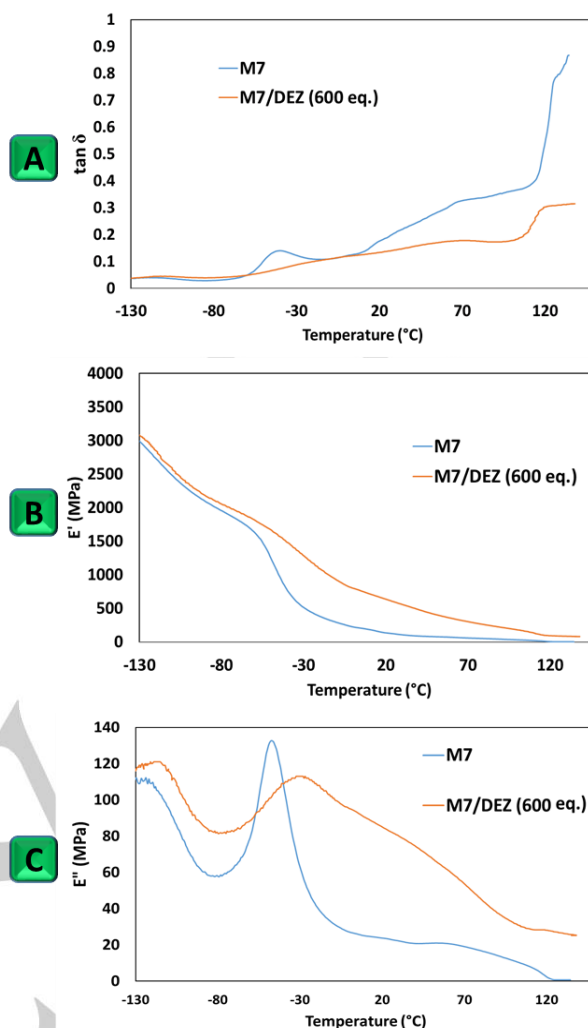 A
tan δ
1
0.9
0.8
0.7
0.6
0.5
0.4
0.3
0.2
0.1
0
M7
M7/DEZ (600 eq.)
-130 -80 -30 20 70 120
Temperature (°C)
B
E' (MPa)
4000
3500
3000
2500
2000
1500
1000
500
0
M7
M7/DEZ (600 eq.)
-130 -80 -30 20 70 120
Temperature (°C)
C
E" (MPa)
140
120
100
80
60
40
20
0
M7
M7/DEZ (600 eq.)
-130 -80 -30 20 70 120
Temperature (°C)